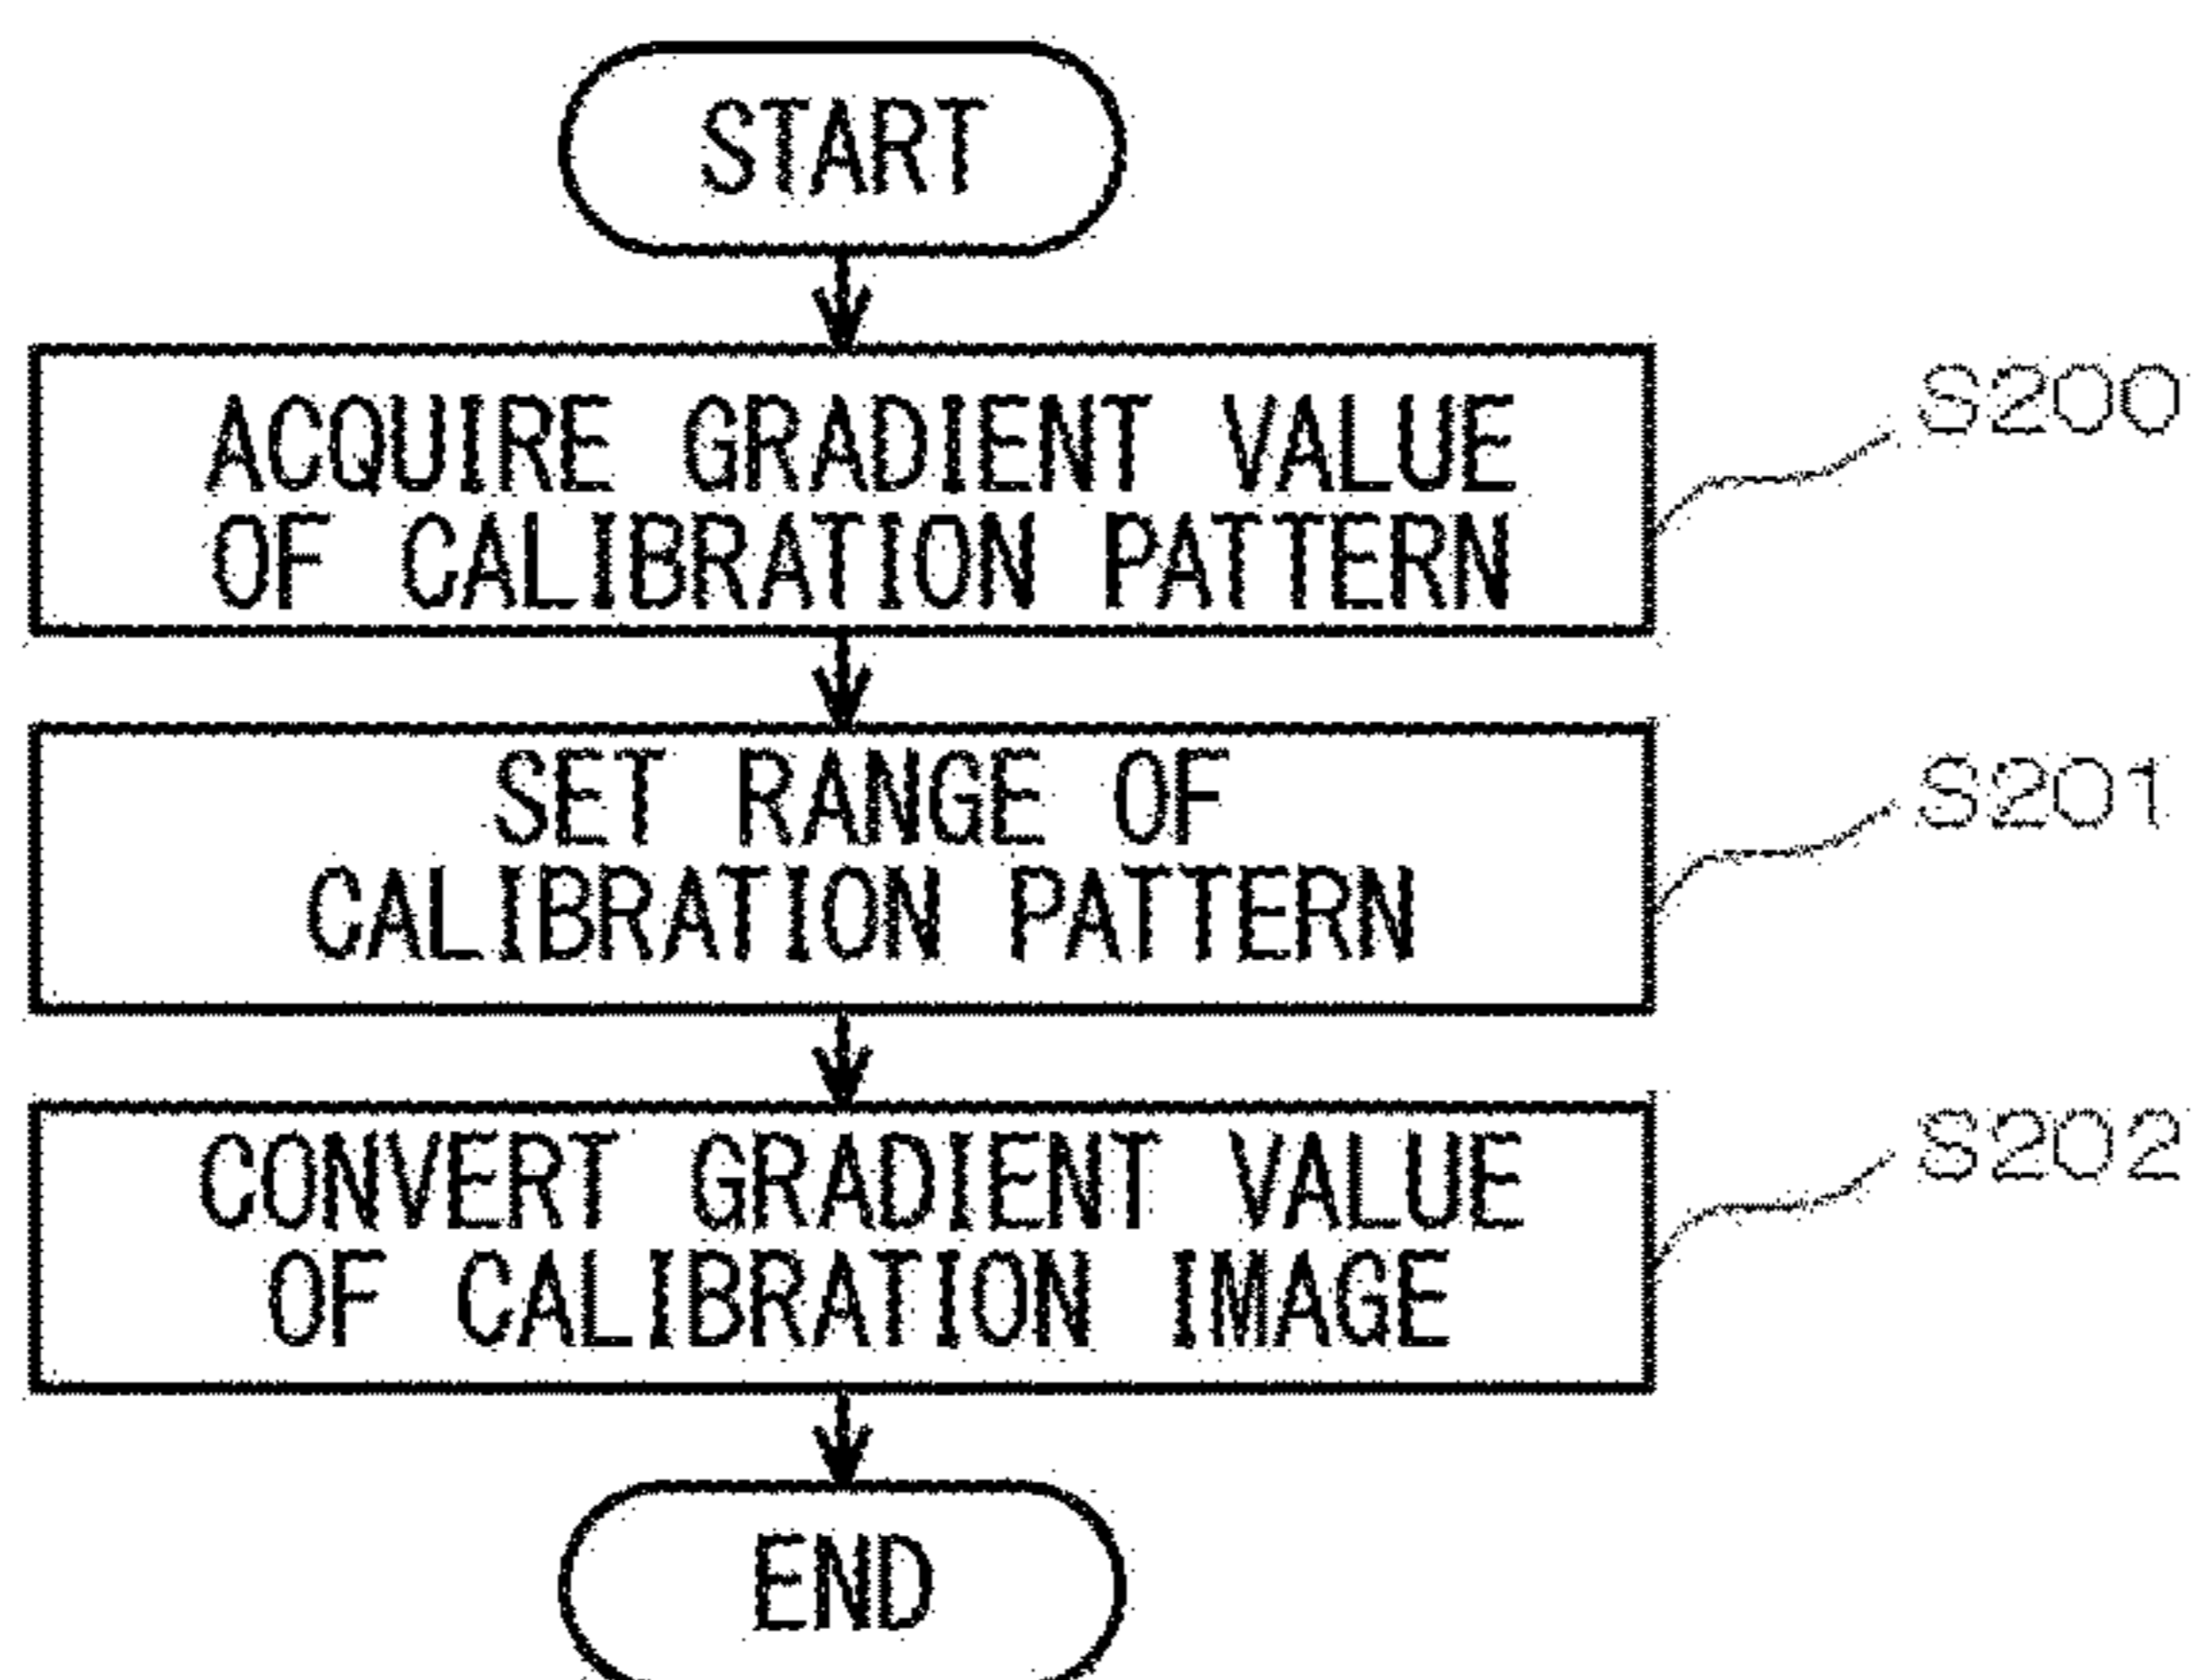 START
ACQUIRE GRADIENT VALUE
OF CALIBRATION PATTERN
S200
SET RANGE OF
CALIBRATION PATTERN
S201
CONVERT GRADIENT VALUE
OF CALIBRATION IMAGE
S202
END